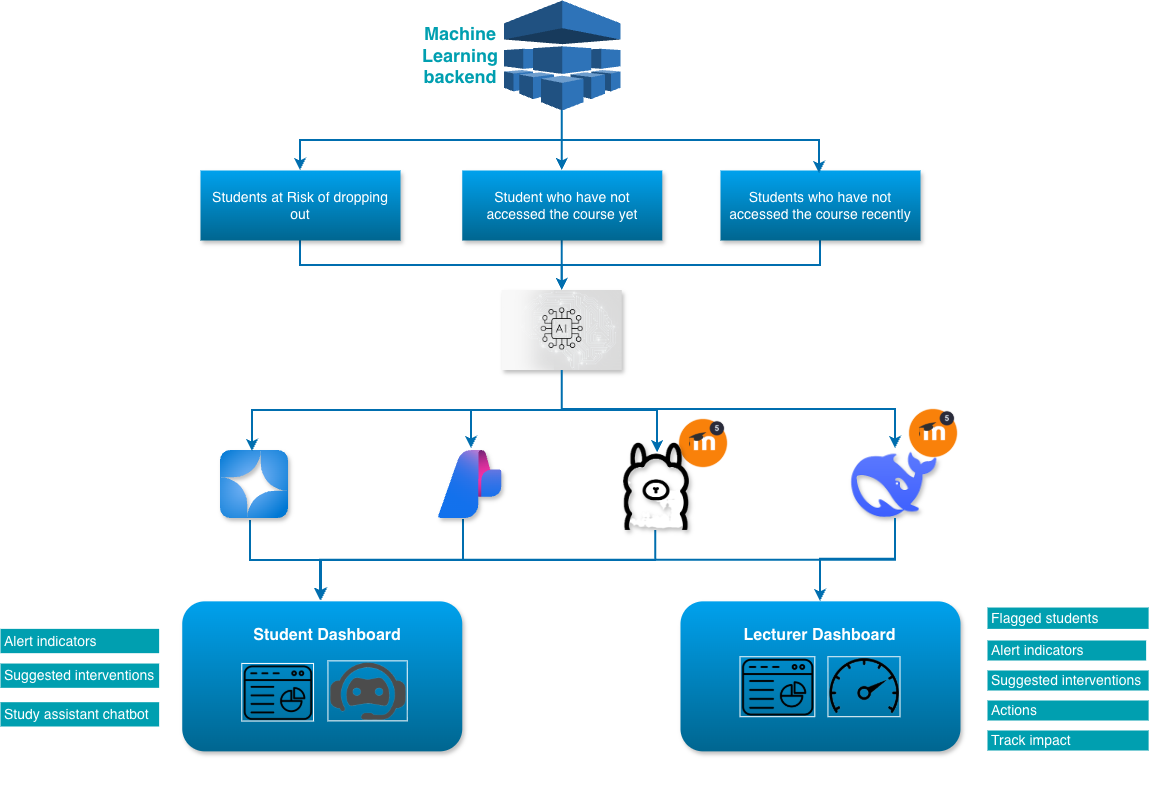 Machine
Learning
backend
Students at Risk of dropping
out
Student who have not
accessed the course yet
Students who have not
accessed the course recently
AI
m 5
m 5
Student Dashboard
Lecturer Dashboard
Alert indicators
Suggested interventions
Study assistant chatbot
Flagged students
Alert indicators
Suggested interventions
Actions
Track impact